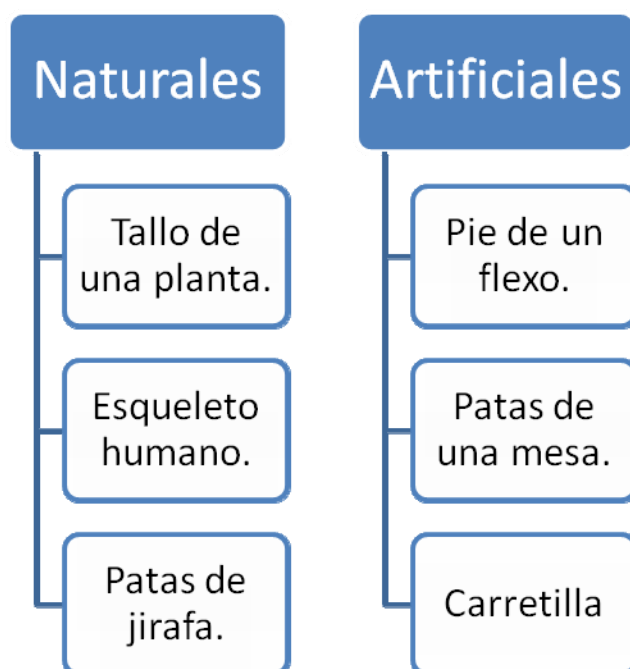 Naturales
Tallo de
una planta.
Esqueleto
humano.
Patas de
jirafa.
Artificiales
Pie de un
flexo.
Patas de
una mesa.
Carretilla